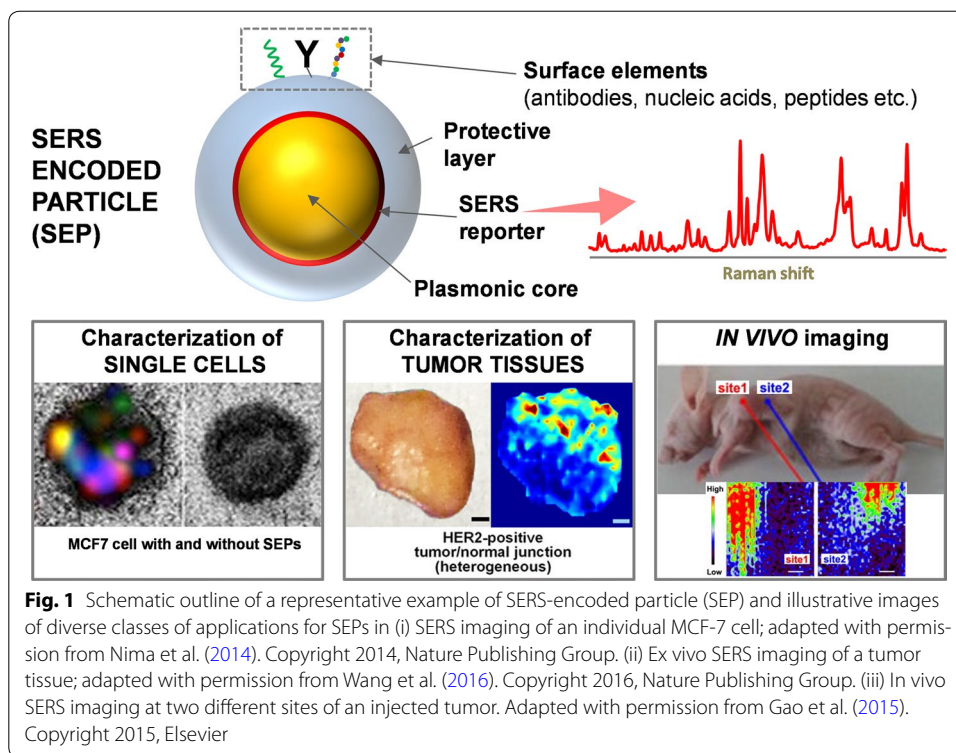 SERS
ENCODED
PARTICLE
(SEP)
Y
Surface elements
(antibodies, nucleic acids, peptides etc.)
Protective
layer
SERS
reporter
Plasmonic core
Raman shift
Characterization of
SINGLE CELLS
MCF7 cell with and without SEPs
Characterization of
TUMOR TISSUES
HER2-positive
tumor/normal junction
(heterogeneous)
IN VIVO imaging
site1 site2
High
Low
site1 site2
Fig. 1 Schematic outline of a representative example of SERS-encoded particle (SEP) and illustrative images
of diverse classes of applications for SEPs in (i) SERS imaging of an individual MCF-7 cell; adapted with permis-
sion from Nima et al. (2014). Copyright 2014, Nature Publishing Group. (ii) Ex vivo SERS imaging of a tumor
tissue; adapted with permission from Wang et al. (2016). Copyright 2016, Nature Publishing Group. (iii) In vivo
SERS imaging at two different sites of an injected tumor. Adapted with permission from Gao et al. (2015).
Copyright 2015, Elsevier